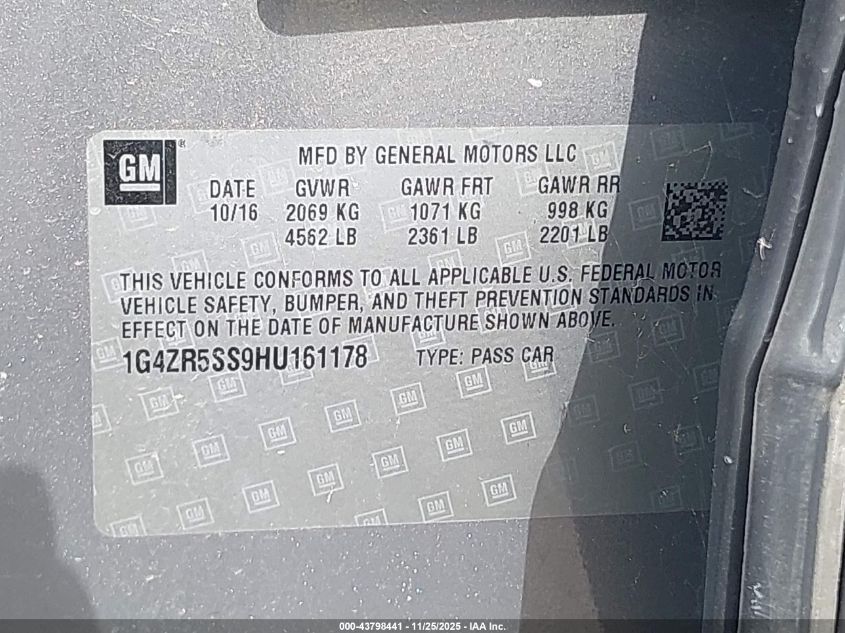 GM ® MFD BY GENERAL MOTORS LLC
DATE GVWR GAWR FRT GAWR RR
10/16 2069 KG 1071 KG 998 KG
4562 LB 2361 LB 2201 LB
THIS VEHICLE CONFORMS TO ALL APPLICABLE U.S. FEDERAL MOTOR
VEHICLE SAFETY, BUMPER, AND THEFT PREVENTION STANDARDS IN
EFFECT ON THE DATE OF MANUFACTURE SHOWN ABOVE.
1G4ZR5SS9HU161178 TYPE: PASS CAR
000-43798441 - 11/25/2025 - IAA Inc.